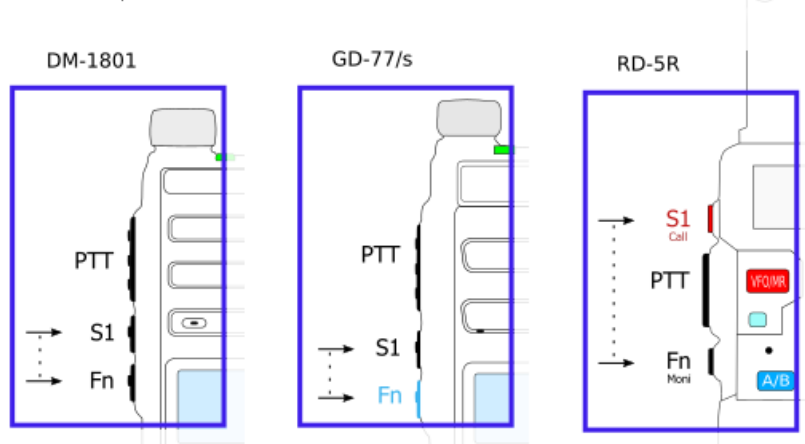 DM-1801
PTT
S1
Fn
GD-77/s
PTT
S1
Fn
RD-5R
S1
Call
PTT
VFO/MR
Fn
Moni
A/B